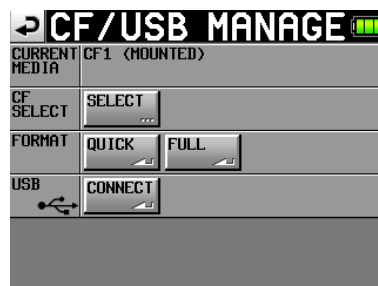 CF/USB MANAGE
CURRENT MEDIA CF1 (MOUNTED)
CF SELECT SELECT...
FORMAT QUICK FULL
USB CONNECT